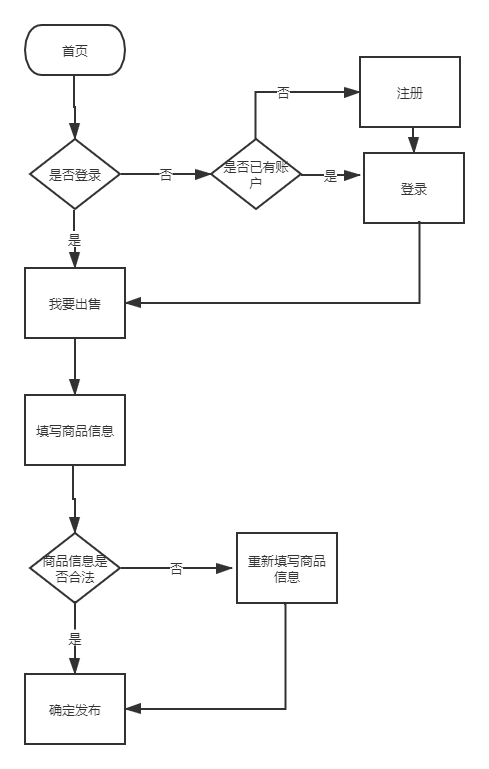 首页
否
注册
是否登录
否
是否已有账
户
是
登录
是
我要出售
填写商品信息
商品信息是
否合法
否
重新填写商品
信息
是
确定发布